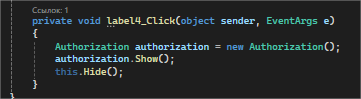 Ссылок: 1
private void label4_Click(object sender, EventArgs e)
{
Authorization authorization = new Authorization();
authorization.Show();
this.Hide();
}
}